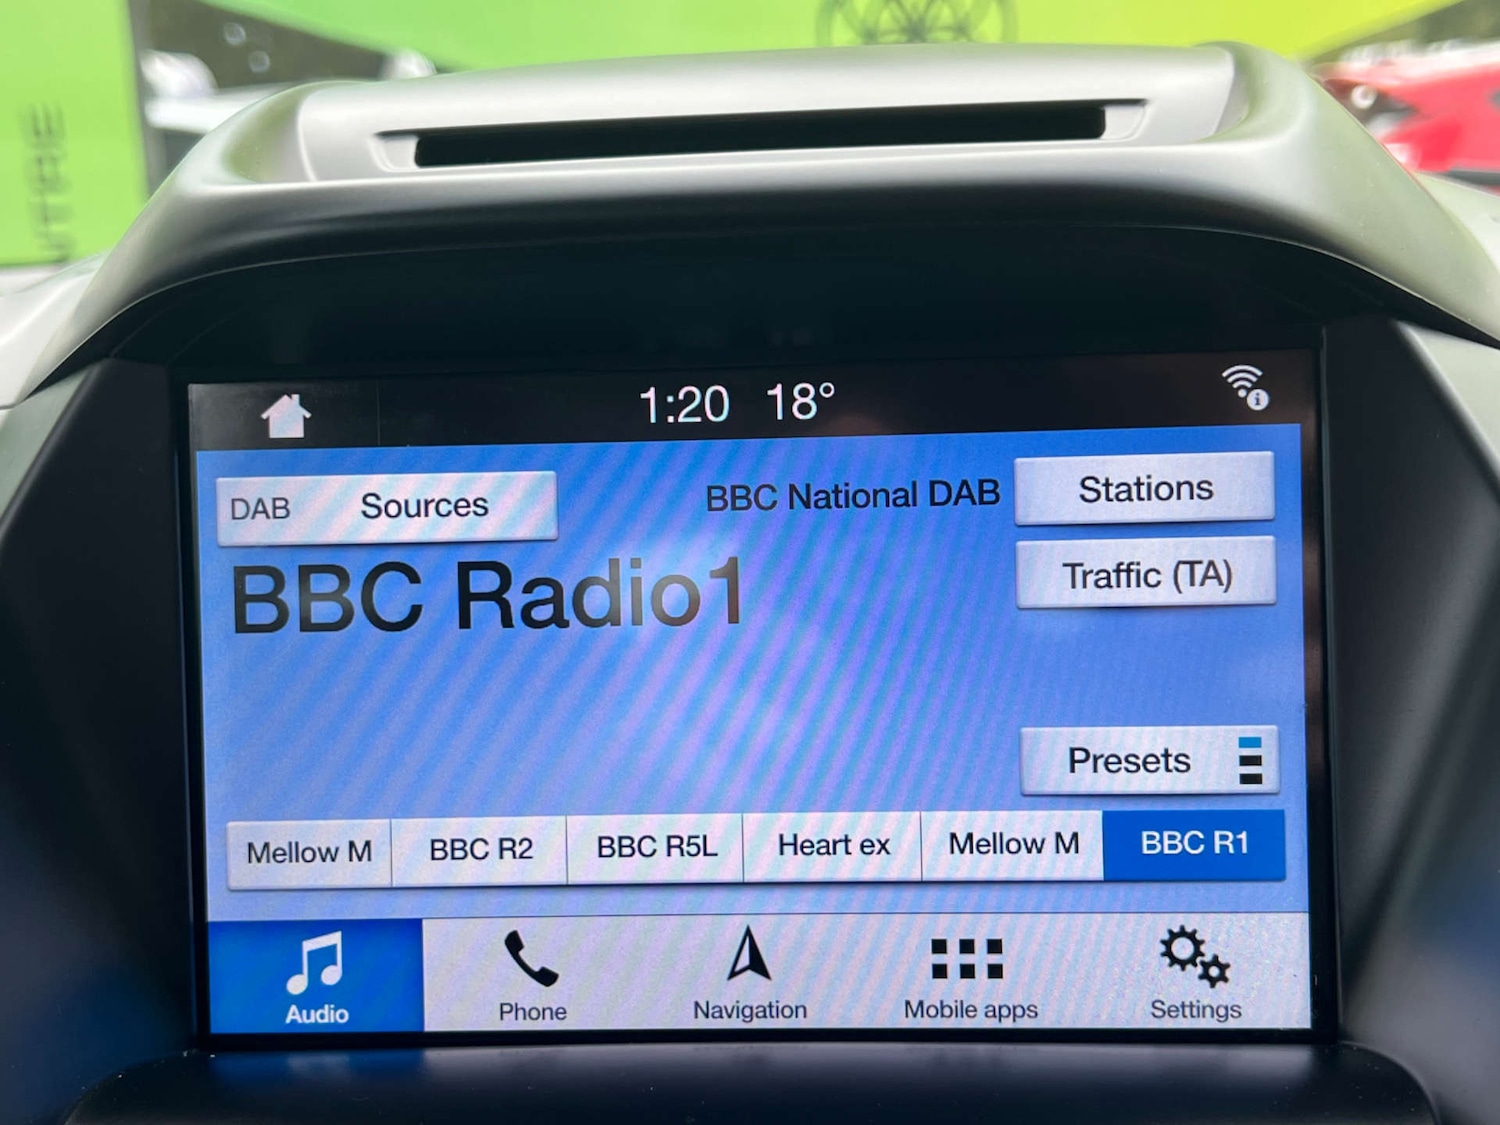 1:20 18°
DAB Sources
BBC National DAB
Stations
BBC Radio1
Traffic (TA)
Presets
Mellow M
BBC R2
BBC R5L
Heart ex
Mellow M
BBC R1
Audio
Phone
Navigation
Mobile apps
Settings